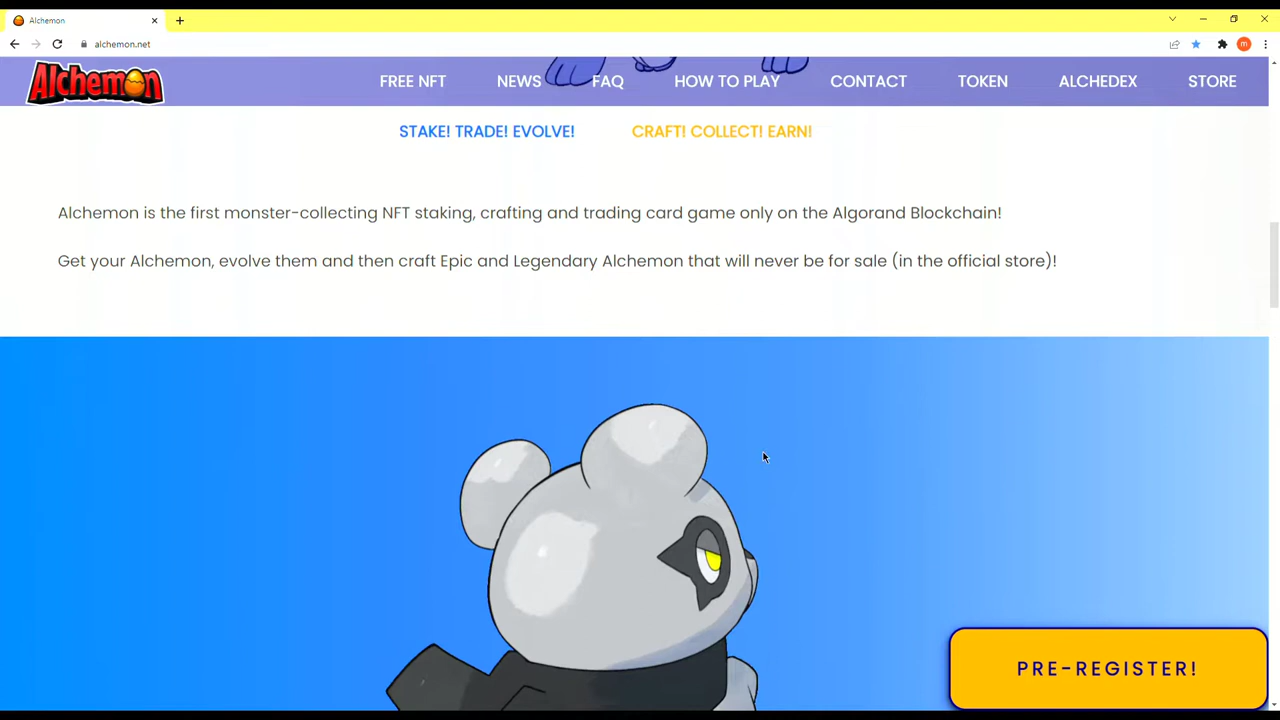 Alchemon
alchemon.net
m
Alchemon
FREE NFT
NEWS
FAQ
HOW TO PLAY
CONTACT
TOKEN
ALCHEDEX
STORE
STAKE! TRADE! EVOLVE!
CRAFT! COLLECT! EARN!
Alchemon is the first monster-collecting NFT staking, crafting and trading card game only on the Algorand Blockchain!
Get your Alchemon, evolve them and then craft Epic and Legendary Alchemon that will never be for sale (in the official store)!
PRE-REGISTER!